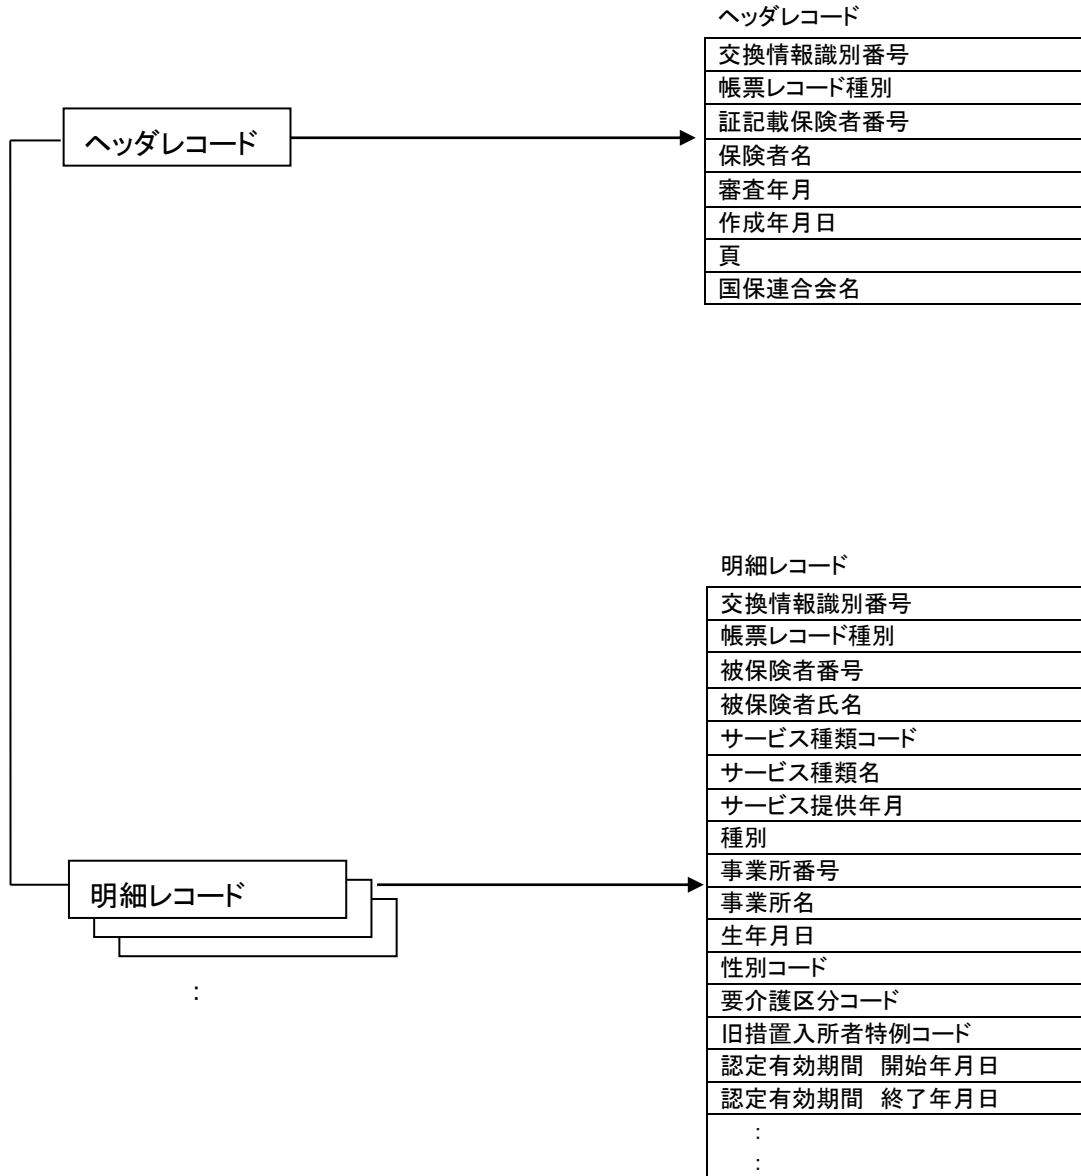 ヘッダレコード
交換情報識別番号
帳票レコード種別
ヘッダレコード
証記載保険者番号
保険者名
審査年月
作成年月日
頁
国保連合会名
明細レコード
交換情報識別番号
帳票レコード種別
被保険者番号
被保険者氏名
サービス種類コード
サービス種類名
サービス提供年月
種別
事業所番号
明細レコード
事業所名
生年月日
性別コード
:
要介護区分コード
旧措置入所者特例コード
認定有効期間　開始年月日
認定有効期間　終了年月日
:
: